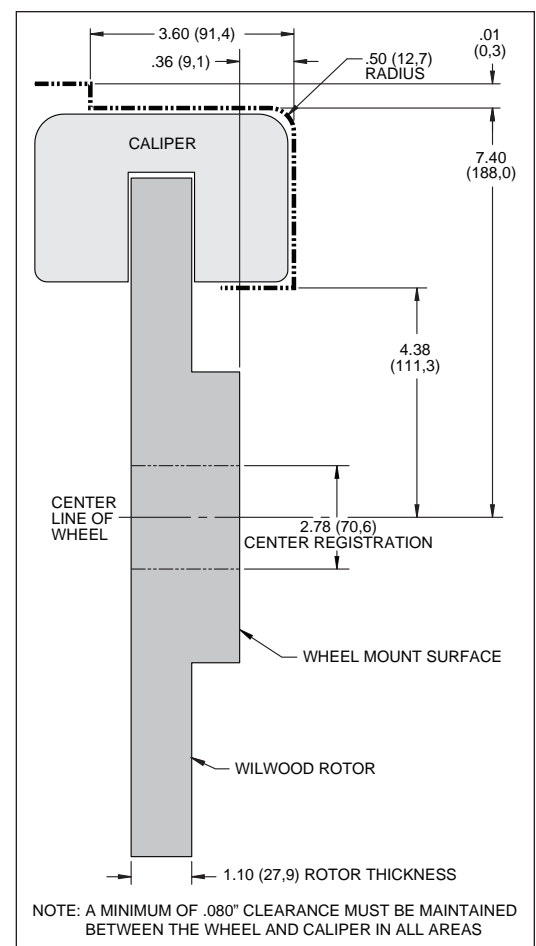 3.60 (91,4)
.36 (9,1)
.50 (12,7)
RADIUS
.01
(0,3)
CALIPER
7.40
(188,0)
4.38
(111,3)
CENTER
LINE OF
WHEEL
2.78 (70,6)
CENTER REGISTRATION
WHEEL MOUNT SURFACE
WILWOOD ROTOR
1.10 (27,9) ROTOR THICKNESS
NOTE: A MINIMUM OF .080" CLEARANCE MUST BE MAINTAINED
BETWEEN THE WHEEL AND CALIPER IN ALL AREAS